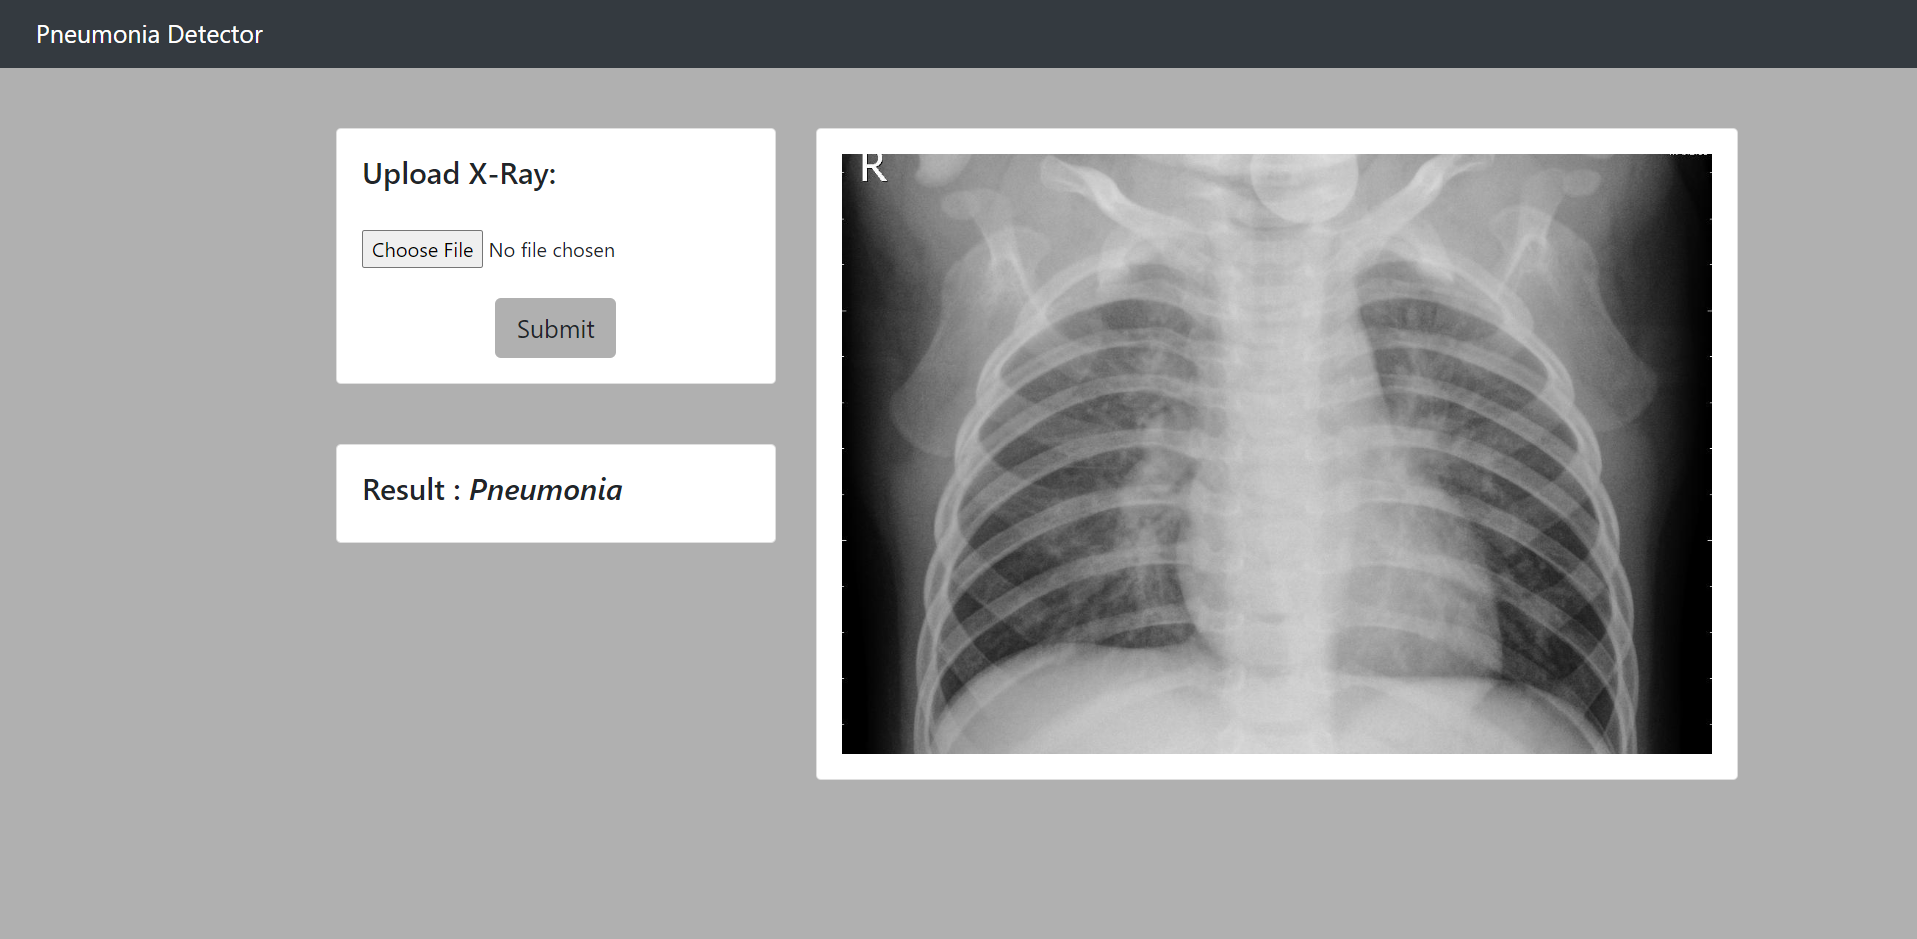 Pneumonia Detector
Upload X-Ray:
Choose File No file chosen
Submit
Result : Pneumonia
R